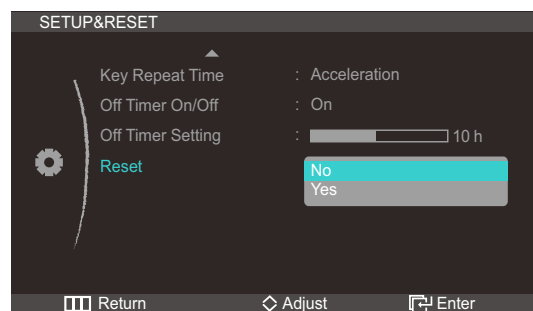 SETUP&RESET
Key Repeat Time : Acceleration
Off Timer On/Off : On
Off Timer Setting : 10 h
Reset No
Yes
Return Adjust Enter